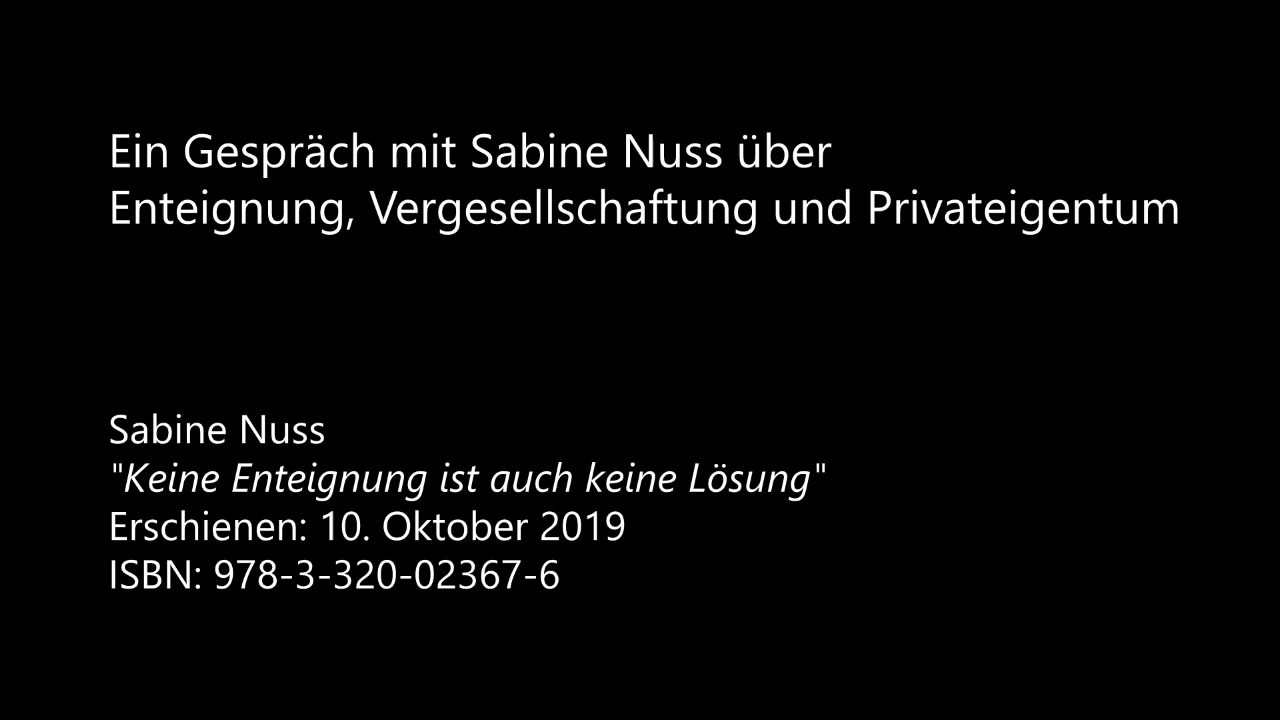 Ein Gespräch mit Sabine Nuss über
Enteignung, Vergesellschaftung und Privateigentum
Sabine Nuss
"Keine Enteignung ist auch keine Lösung"
Erschienen: 10. Oktober 2019
ISBN: 978-3-320-02367-6